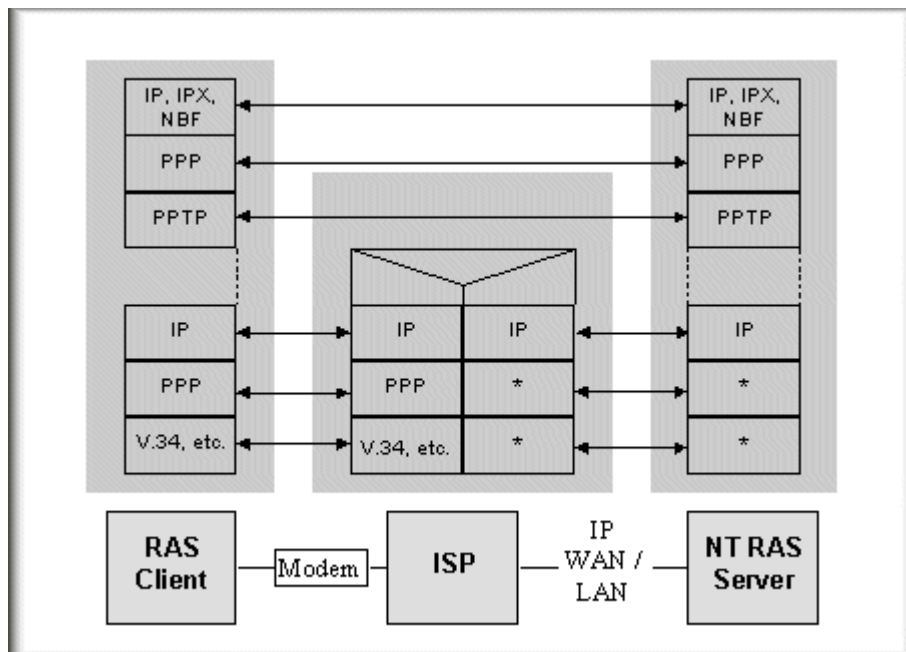 IP, IPX,
NBF
IP, IPX,
NBF
PPP
PPP
PPTP
PPTP
IP
IP
IP
IP
PPP
PPP
*
*
V.34, etc.
V.34, etc.
*
*
RAS
Client
Modem
ISP
IP
WAN /
LAN
NT RAS
Server